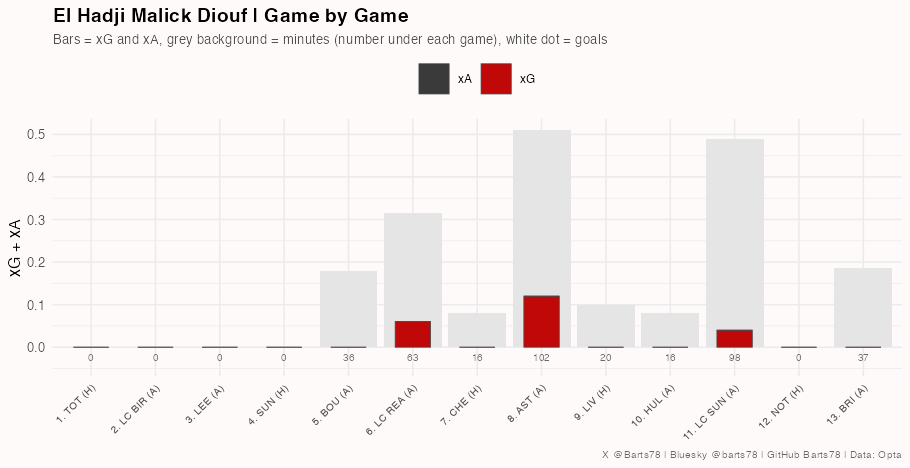 El Hadji Malick Diouf | Game by Game
Bars = xG and xA, grey background = minutes (number under each game), white dot = goals
xA xG
xG + xA
0.5
0.4
0.3
0.2
0.1
0.0
0 0 0 0 36 63 16 102 20 16 98 0 37
1. TOT (H)
2. LC BIR (A)
3. LEE (A)
4. SUN (H)
5. BOU (A)
6. LC REA (A)
7. CHE (H)
8. AST (A)
9. LIV (H)
10. HUL (A)
11. LC SUN (A)
12. NOT (H)
13. BRI (A)
X @Barts78 | Bluesky @barts78 | GitHub Barts78 | Data: Opta